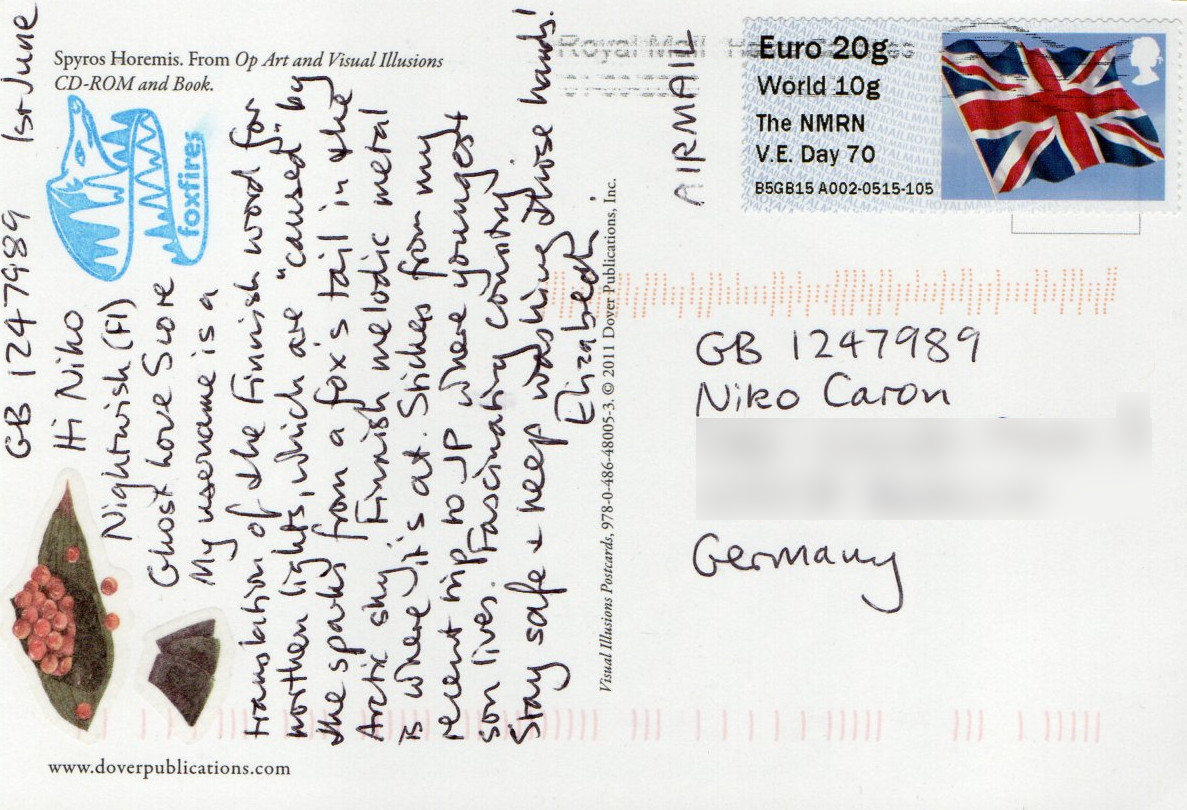 Spyros Horemis. From Op Art and Visual Illusions
CD-ROM and Book.
foxfires
GB 1247989 1st June
Hi Niko
Nightwish (FI)
Ghost Love Score
My username is a
translation of the Finnish word for
northern lights, which are "caused" by
the sparks from a fox's tail in the
Arctic sky. Finnish melodic metal
is where it's at. Stickers from my
recent trip to JP where youngest
son lives. Fascinating country.
Stay safe + keep washing those hands!
Elizabeth.
Visual Illusions Postcards, 978-0-486-48005-3. © 2011 Dover Publications, Inc.
www.doverpublications.com
AIRMAIL
Royal Mail
Euro 20g
World 10g
The NMRN
V.E. Day 70
B5GB15 A002-0515-105
GB 1247989
Niko Caron
Germany